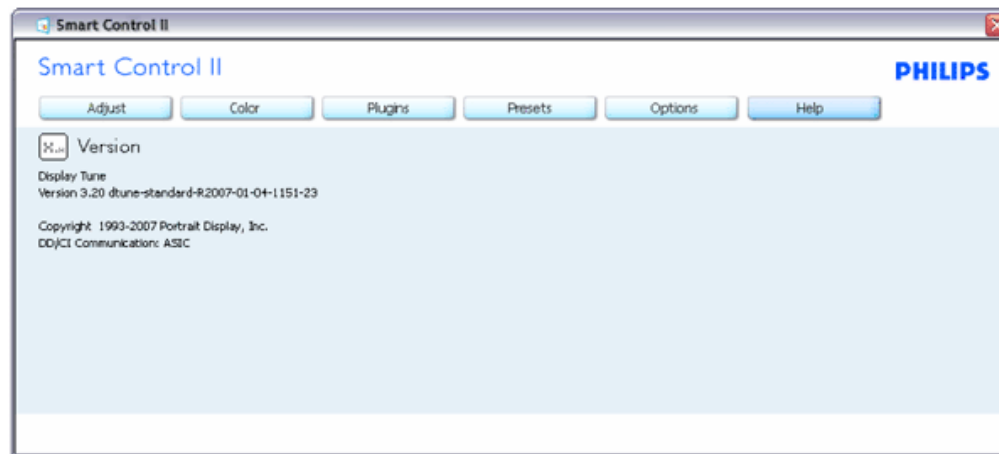 Smart Control II
Smart Control II
PHILIPS
Adjust Color Plugins Presets Options Help
Version
Display Tune
Version 3.20 dtune-standard-R2007-01-04-1151-23
Copyright 1993-2007 Portrait Display, Inc.
DD/CI Communication: ASIC